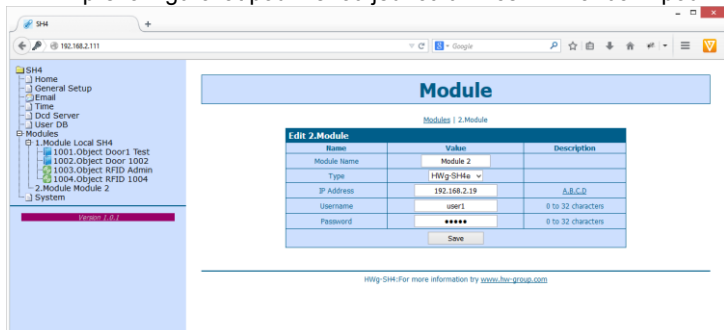 SH4
192.168.2.111
Google
SH4
Home
General Setup
Email
Time
Dcd Server
User DB
Modules
1.Module Local SH4
1001.Object Door1 Test
1002.Object Door 1002
1003.Object RFID Admin
1004.Object RFID 1004
2.Module Module 2
System
Version 1.0.1
Module
Modules | 2.Module
Edit 2.Module
Name Value Description
Module Name Module 2
Type HWg-SH4e
IP Address 192.168.2.19 A.B.C.D
Username user1 0 to 32 characters
Password ●●●●● 0 to 32 characters
Save
HWg-SH4:For more information try www.hw-group.com